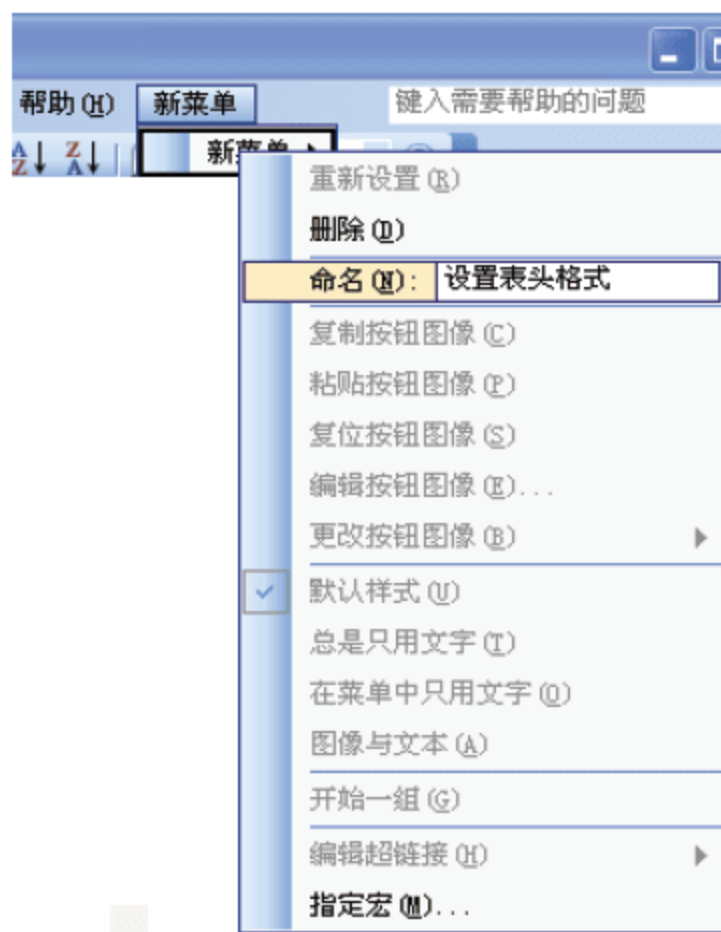 帮助(H) 新菜单 键入需要帮助的问题
新菜单
重新设置(R)
删除(D)
命名(N): 设置表头格式
复制按钮图像(C)
粘贴按钮图像(P)
复位按钮图像(S)
编辑按钮图像(E)...
更改按钮图像(B)
默认样式(U)
总是只用文字(T)
在菜单中只用文字(O)
图像与文本(A)
开始一组(G)
编辑超链接(H)
指定宏(M)...